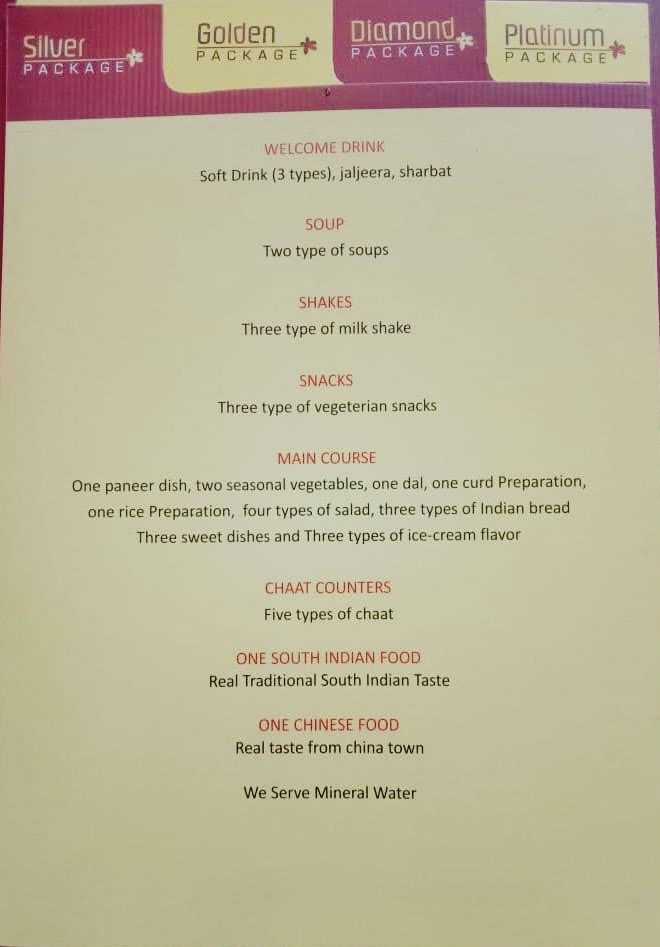 Silver
PACKAGE
Golden
PACKAGE
Diamond
PACKAGE
Platinum
PACKAGE
WELCOME DRINK
Soft Drink (3 types), jaljeera, sharbat
SOUP
Two type of soups
SHAKES
Three type of milk shake
SNACKS
Three type of vegeterian snacks
MAIN COURSE
One paneer dish, two seasonal vegetables, one dal, one curd Preparation,
one rice Preparation, four types of salad, three types of Indian bread
Three sweet dishes and Three types of ice-cream flavor
CHAAT COUNTERS
Five types of chaat
ONE SOUTH INDIAN FOOD
Real Traditional South Indian Taste
ONE CHINESE FOOD
Real taste from china town
We Serve Mineral Water